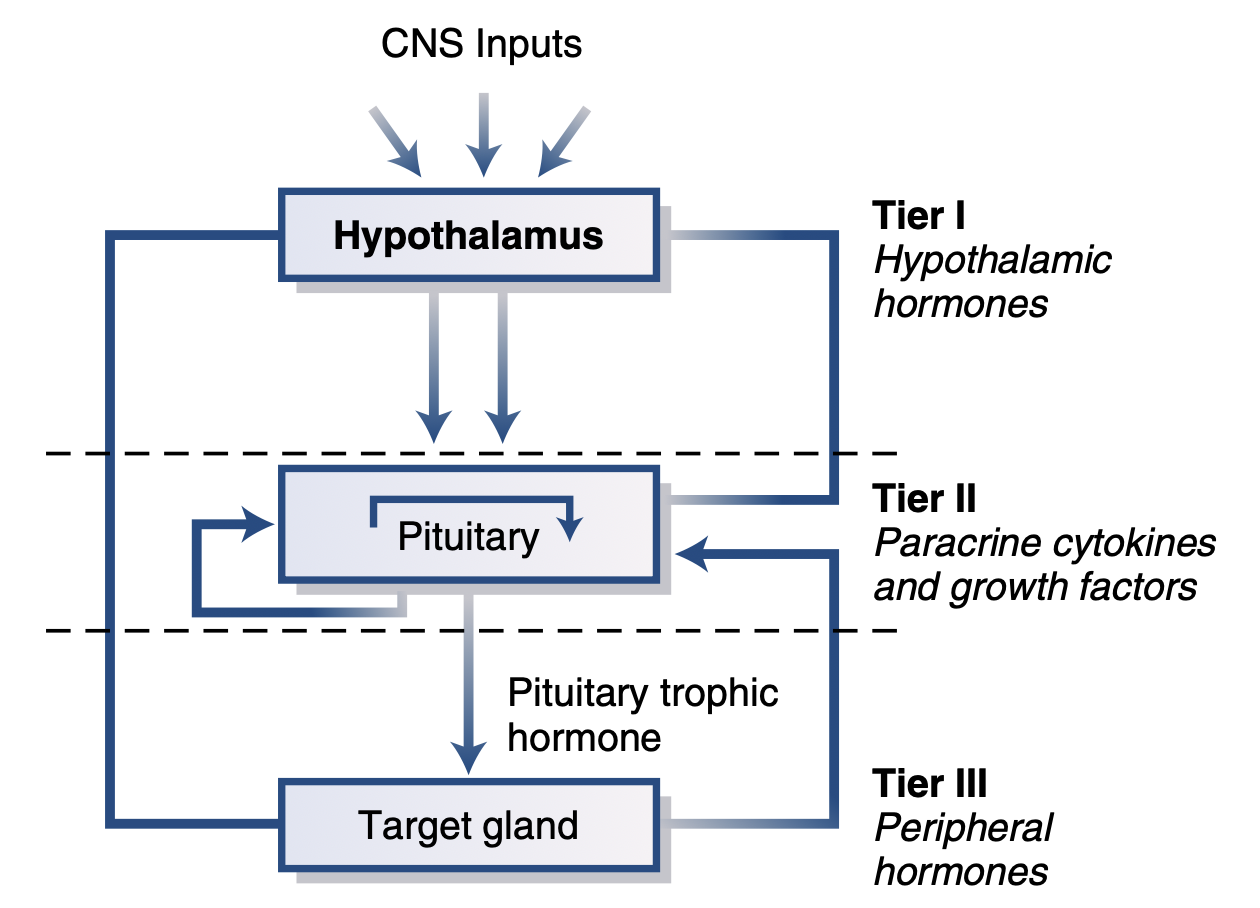 CNS Inputs
Hypothalamus
Tier I
Hypothalamic
hormones
Pituitary
Tier II
Paracrine cytokines
and growth factors
Pituitary trophic
hormone
Target gland
Tier III
Peripheral
hormones